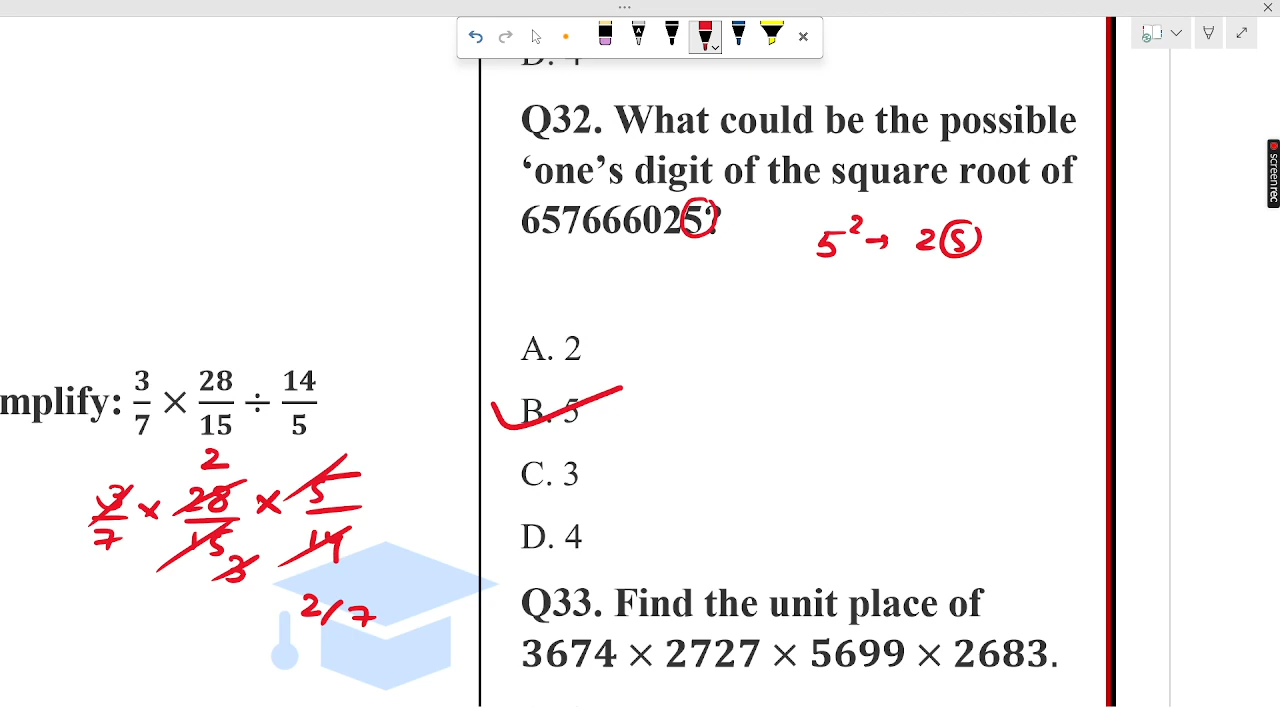 Q32. What could be the possible
‘one’s digit of the square root of
657666025?
5² → 25
A. 2
B. 5
C. 3
D. 4
Q33. Find the unit place of
3674 × 2727 × 5699 × 2683.
mplify: 3/7 × 28/15 ÷ 14/5
2
3/7 × 28/15 × 5/14
3
2/7
screenrec